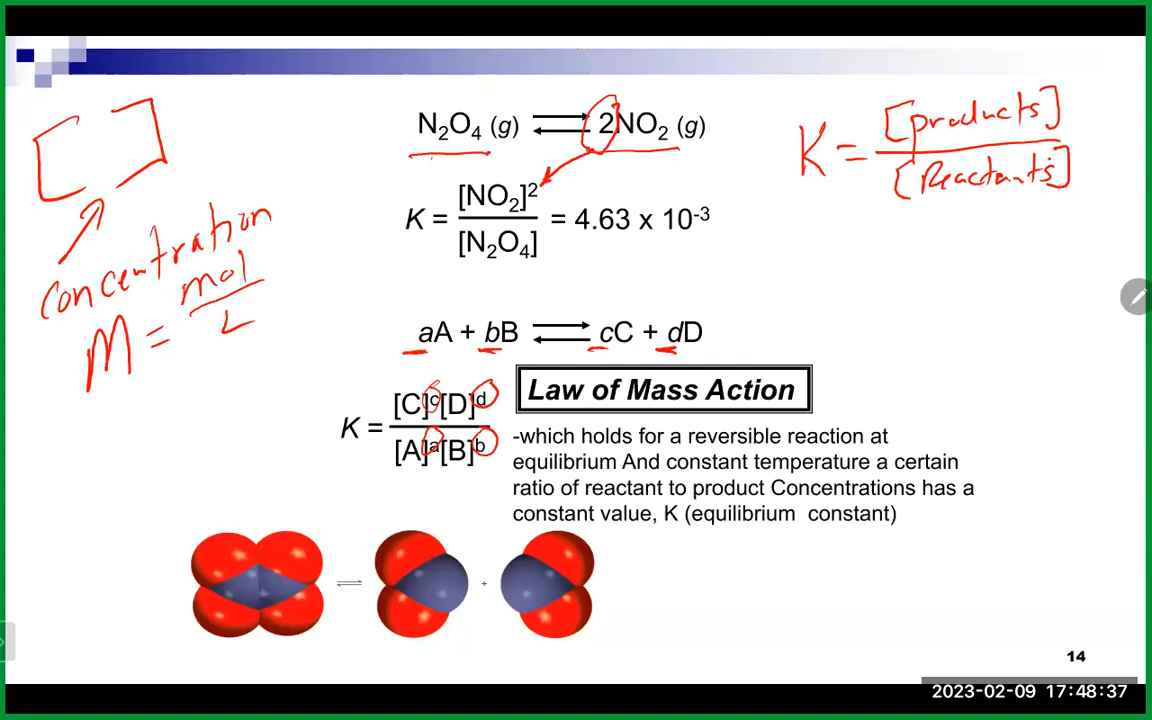 N₂O₄ (g) ⇌ 2NO₂ (g)
K = [products]
[Reactants]
[ ]
K = [NO₂]² / [N₂O₄] = 4.63 x 10⁻³
concentration
M = mol
L
aA + bB ⇌ cC + dD
Law of Mass Action
K = [C]ᶜ[D]ᵈ / [A]ᵃ[B]ᵇ
-which holds for a reversible reaction at
equilibrium And constant temperature a certain
ratio of reactant to product Concentrations has a
constant value, K (equilibrium constant)
⇌ +
14
2023-02-09 17:48:37